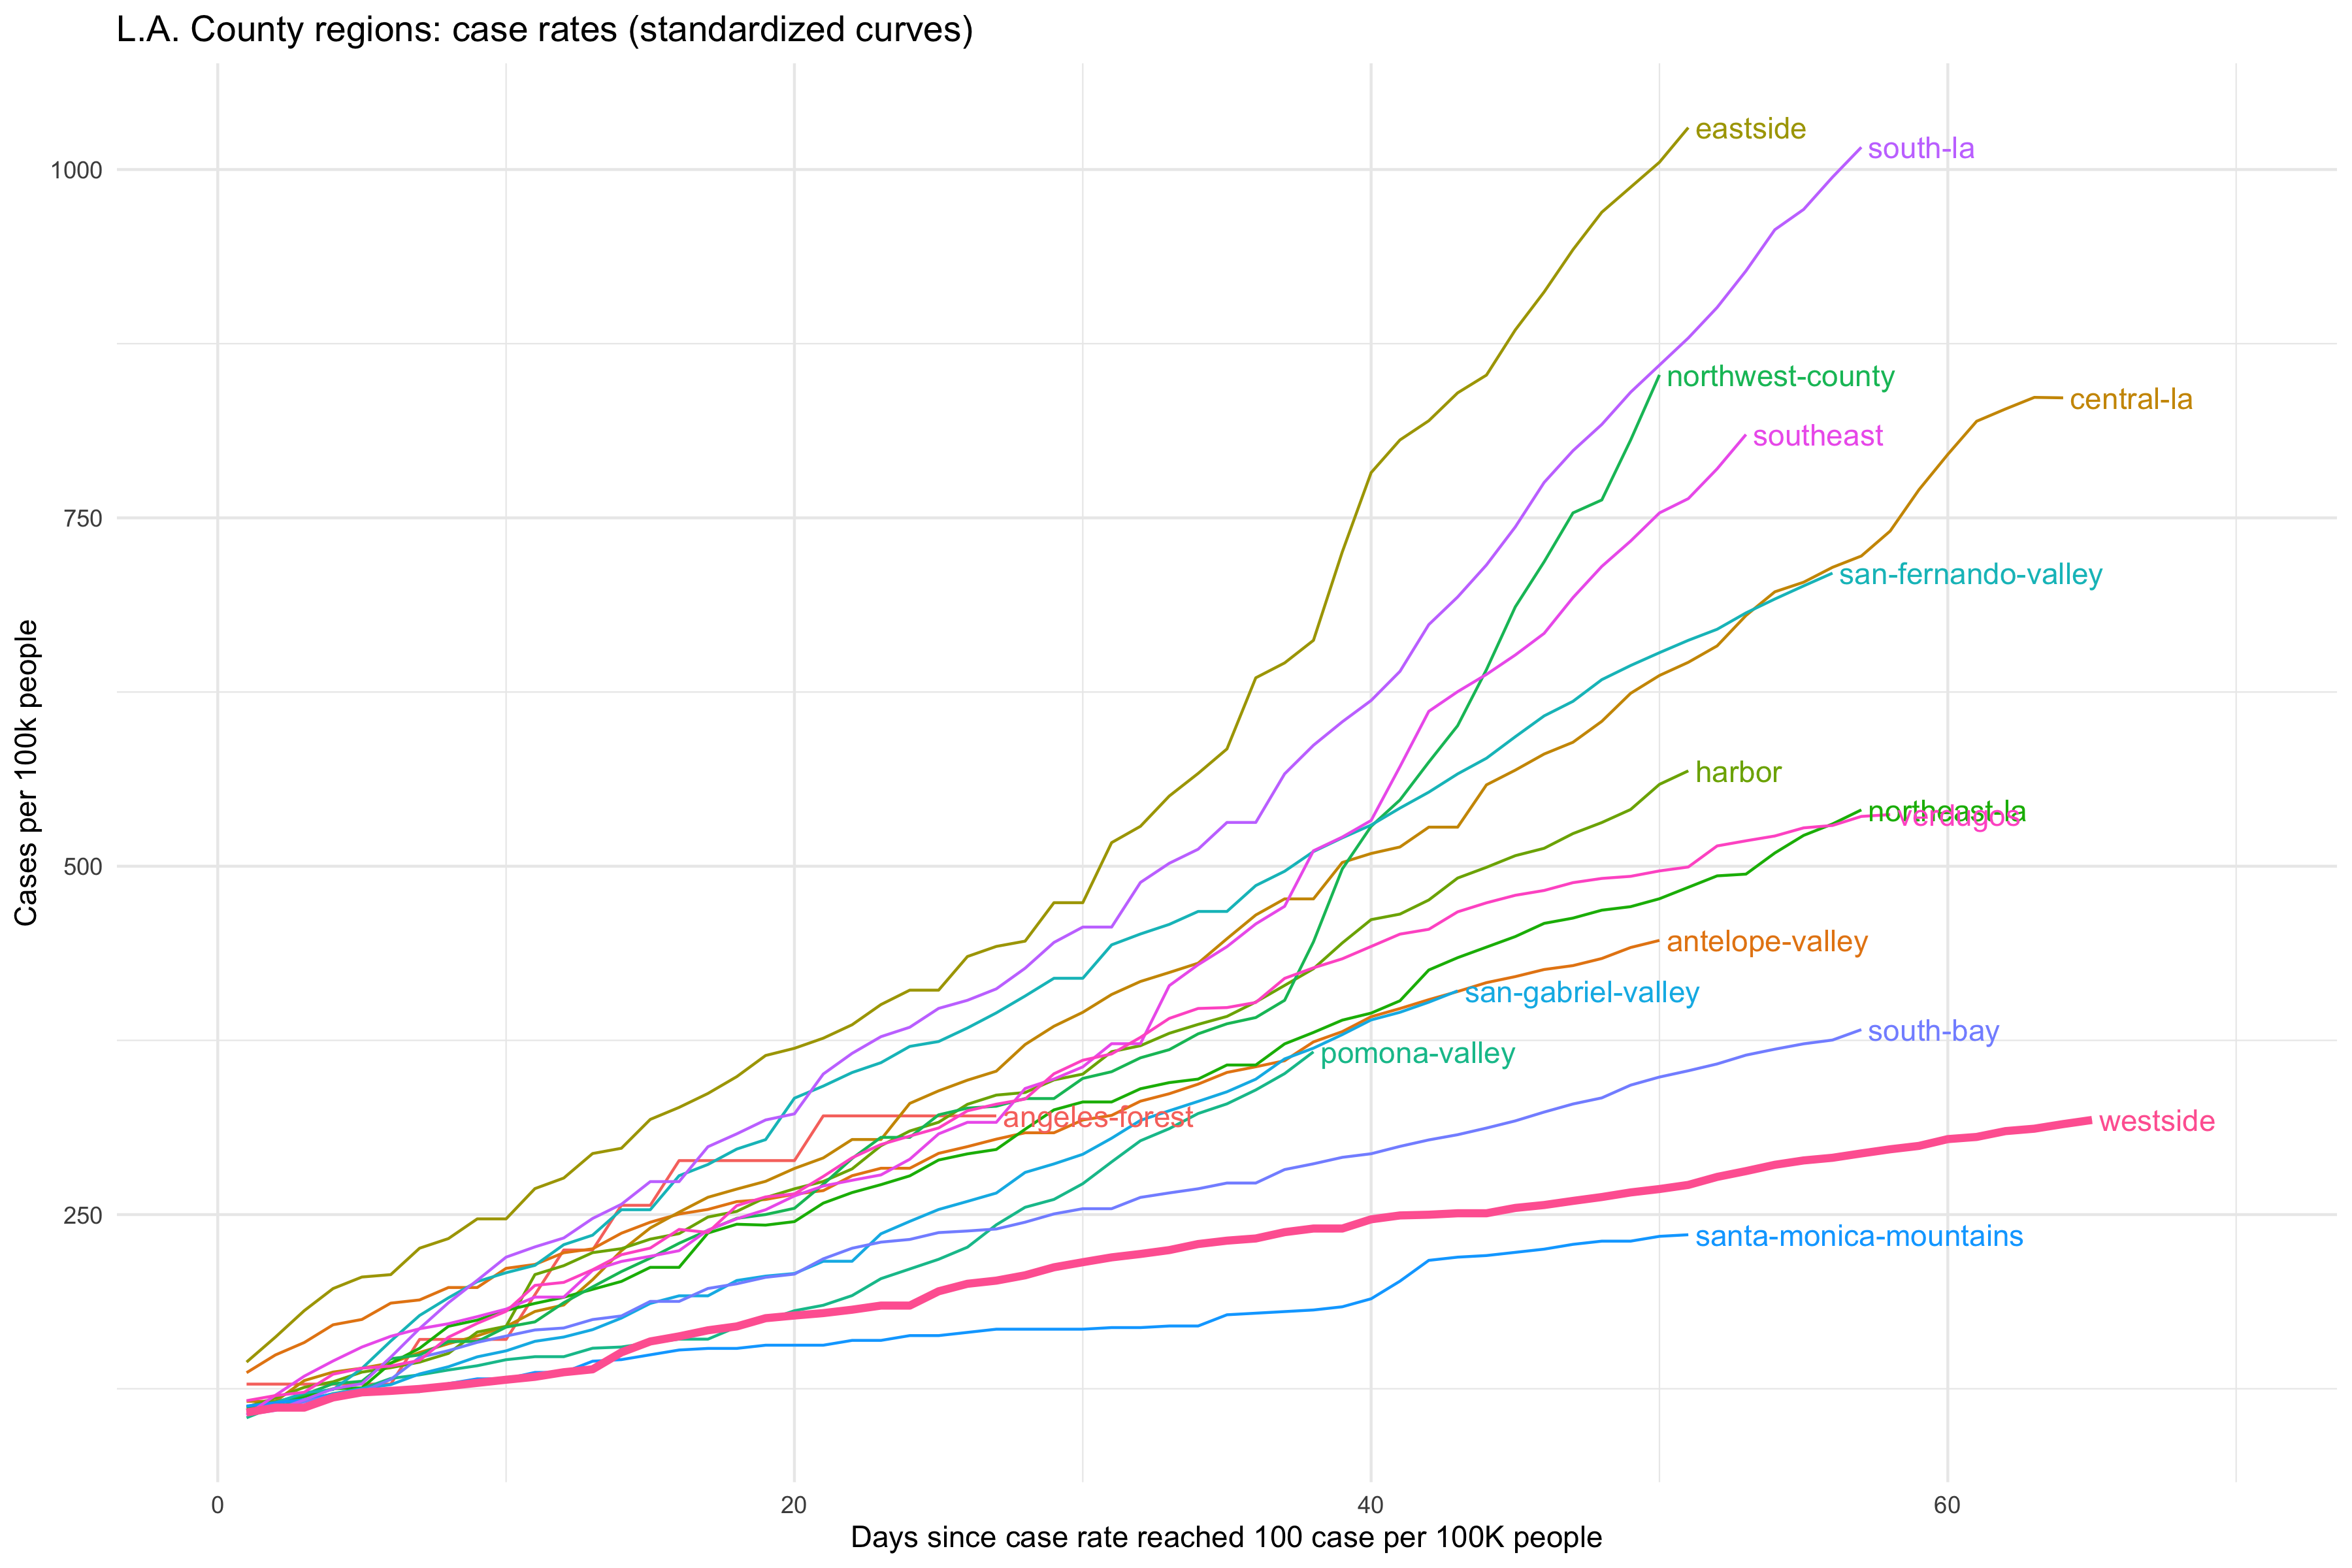 L.A. County regions: case rates (standardized curves)
eastside
south-la
northwest-county
central-la
southeast
san-fernando-valley
harbor
northeast-la
verdugos
antelope-valley
san-gabriel-valley
south-bay
pomona-valley
angeles-forest
westside
santa-monica-mountains
1000
750
500
250
Cases per 100k people
0
20
40
60
Days since case rate reached 100 case per 100K people